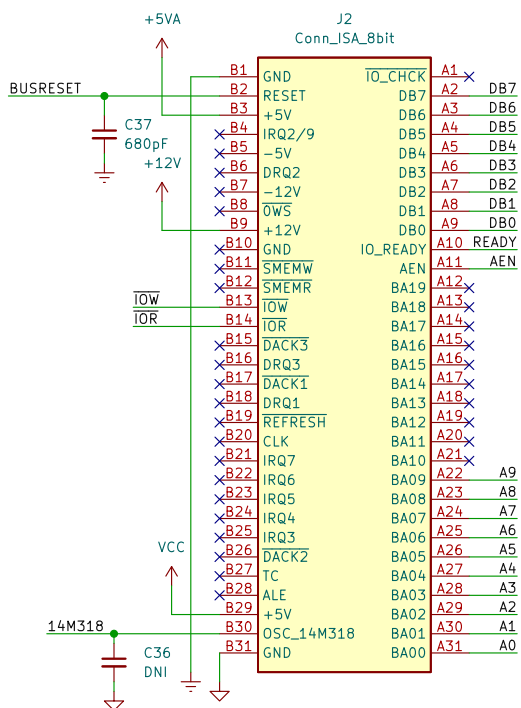 +5VA
J2
Conn_ISA_8bit
B1 GND IO_CHCK A1
BUSRESET B2 RESET DB7 A2 DB7
B3 +5V DB6 A3 DB6
C37 B4 IRQ2/9 DB5 A4 DB5
680pF B5 -5V DB4 A5 DB4
+12V B6 DRQ2 DB3 A6 DB3
B7 -12V DB2 A7 DB2
B8 0WS DB1 A8 DB1
B9 +12V DB0 A9 DB0
B10 GND IO_READY A10 READY
B11 SMEMW AEN A11 AEN
B12 SMEMR BA19 A12
IOW B13 IOW BA18 A13
IOR B14 IOR BA17 A14
B15 DACK3 BA16 A15
B16 DRQ3 BA15 A16
B17 DACK1 BA14 A17
B18 DRQ1 BA13 A18
B19 REFRESH BA12 A19
B20 CLK BA11 A20
B21 IRQ7 BA10 A21
B22 IRQ6 BA09 A22 A9
B23 IRQ5 BA08 A23 A8
B24 IRQ4 BA07 A24 A7
B25 IRQ3 BA06 A25 A6
VCC B26 DACK2 BA05 A26 A5
B27 TC BA04 A27 A4
B28 ALE BA03 A28 A3
B29 +5V BA02 A29 A2
14M318 B30 OSC_14M318 BA01 A30 A1
C36 B31 GND BA00 A31 A0
DNI